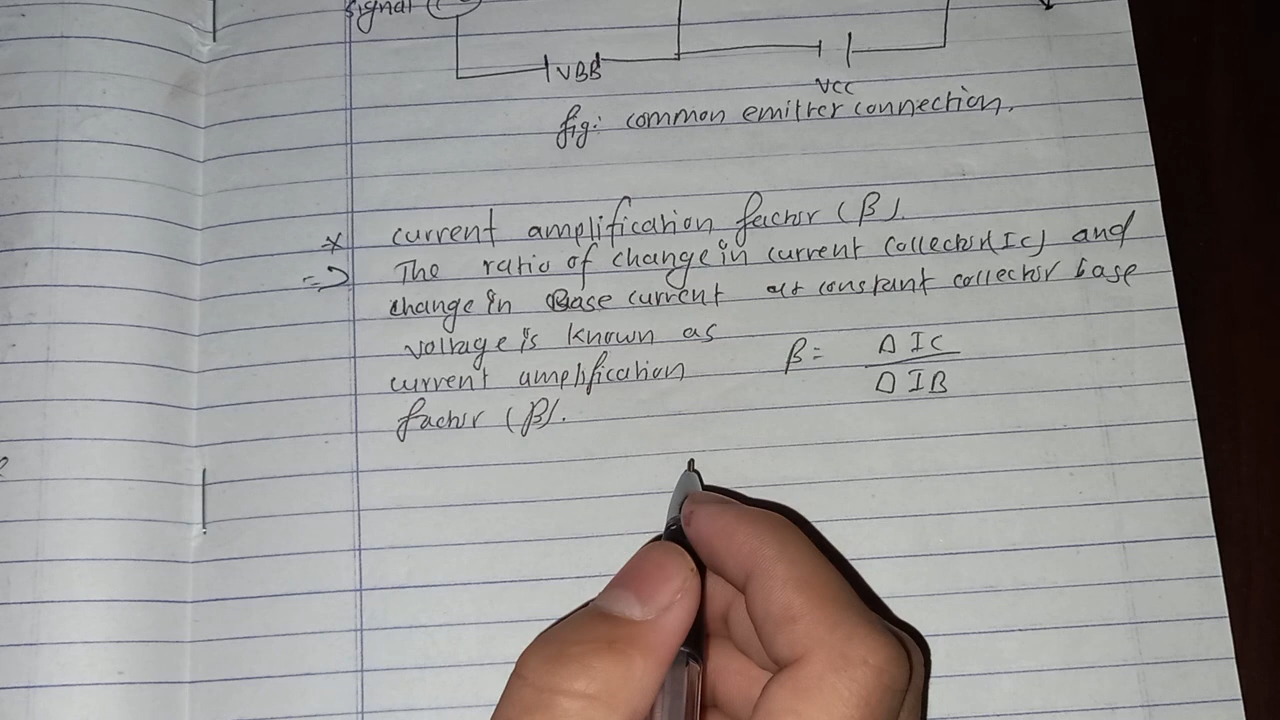 signal
VBB
VCC
fig: common emitter connection.
* current amplification factor (β).
=> The ratio of change in current collector (Ic) and
change in Base current at constant collector base
voltage is known as
current amplification
factor (β).
β = ΔIC
ΔIB